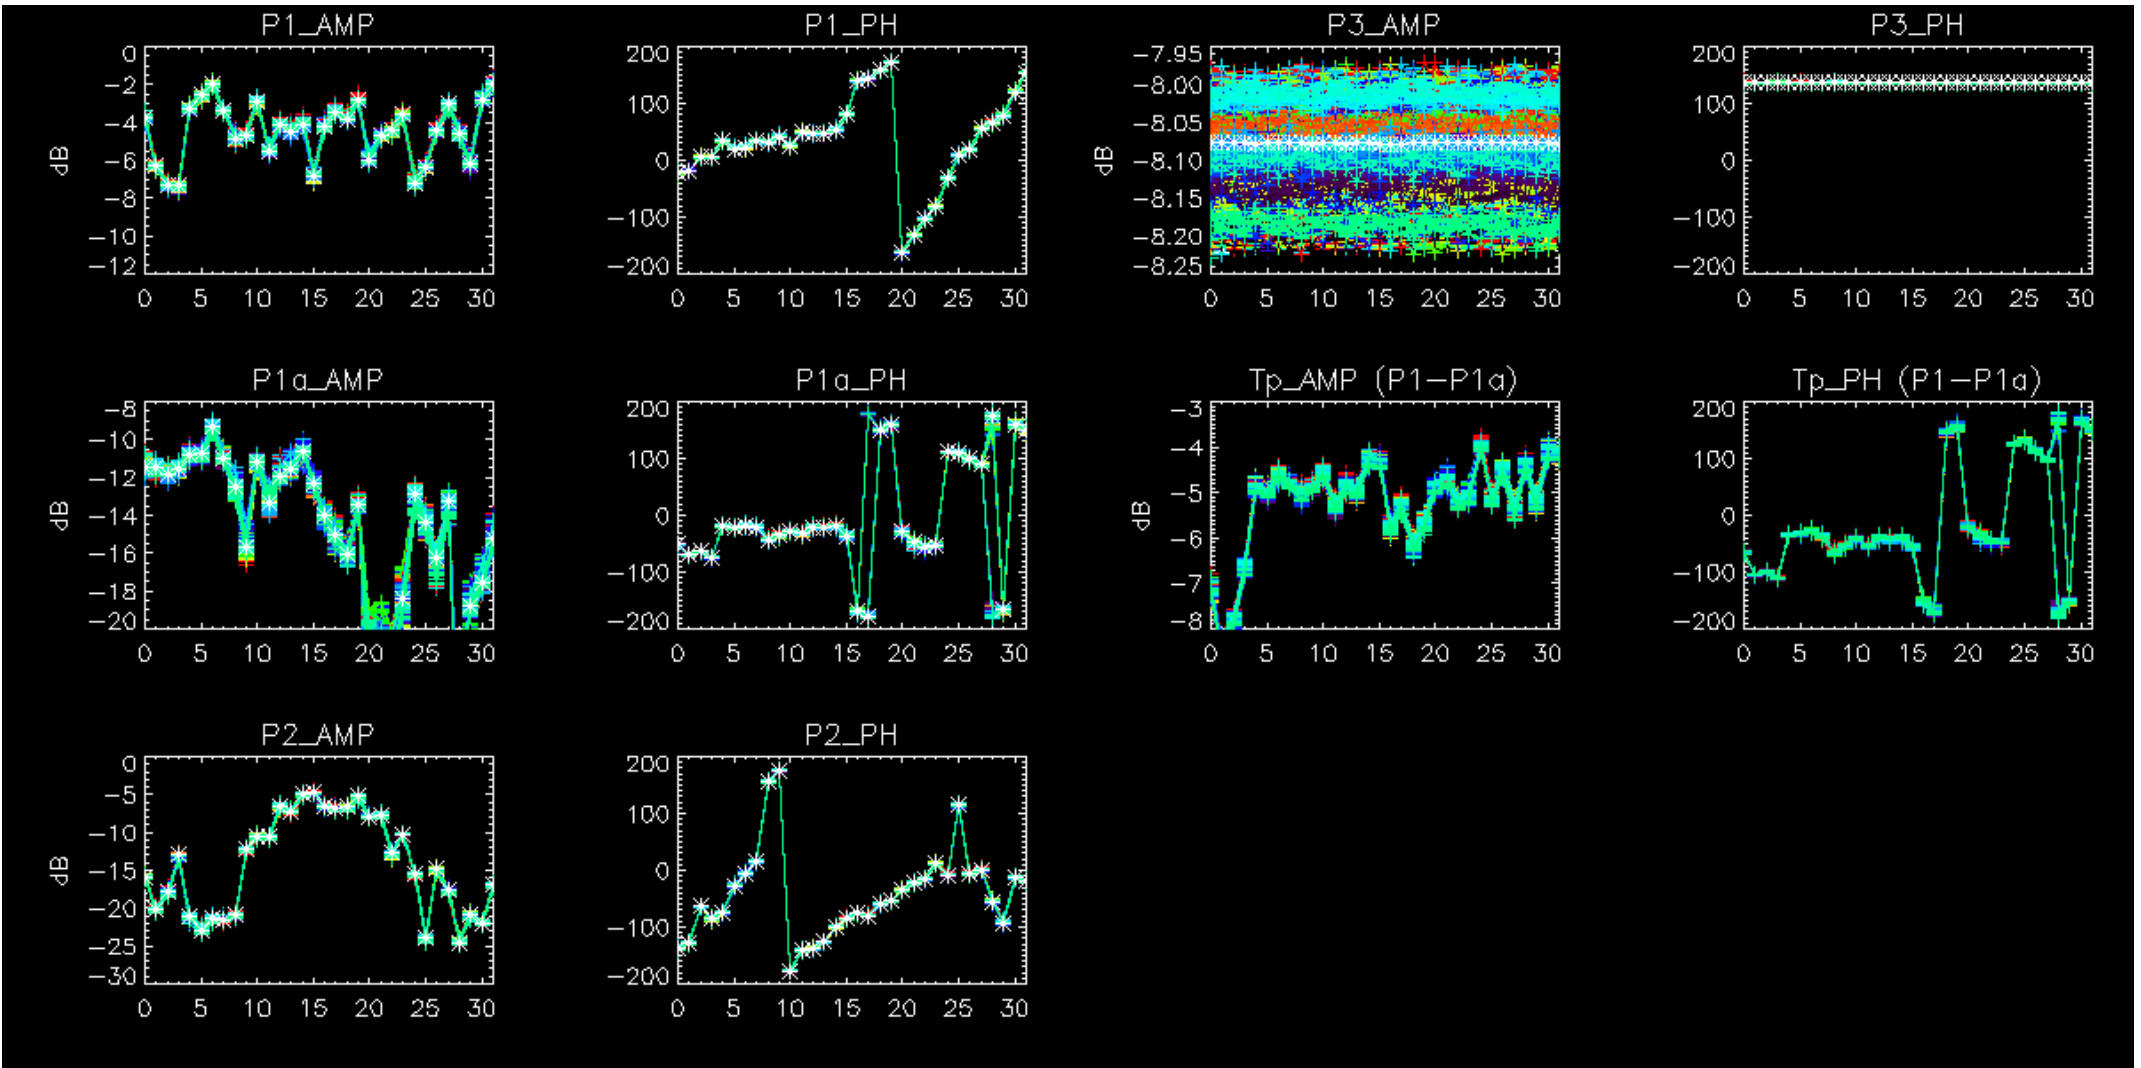 P1_AMP
0
−2
−4
−6
−8
−10
−12
dB
0 5 10 15 20 25 30
P1_PH
200
100
0
−100
−200
0 5 10 15 20 25 30
P3_AMP
−7.95
−8.00
−8.05
−8.10
−8.15
−8.20
−8.25
dB
0 5 10 15 20 25 30
P3_PH
200
100
0
−100
−200
0 5 10 15 20 25 30
P1a_AMP
−8
−10
−12
−14
−16
−18
−20
dB
0 5 10 15 20 25 30
P1a_PH
200
100
0
−100
−200
0 5 10 15 20 25 30
Tp_AMP (P1−P1a)
−3
−4
−5
−6
−7
−8
dB
0 5 10 15 20 25 30
Tp_PH (P1−P1a)
200
100
0
−100
−200
0 5 10 15 20 25 30
P2_AMP
0
−5
−10
−15
−20
−25
−30
dB
0 5 10 15 20 25 30
P2_PH
200
100
0
−100
−200
0 5 10 15 20 25 30